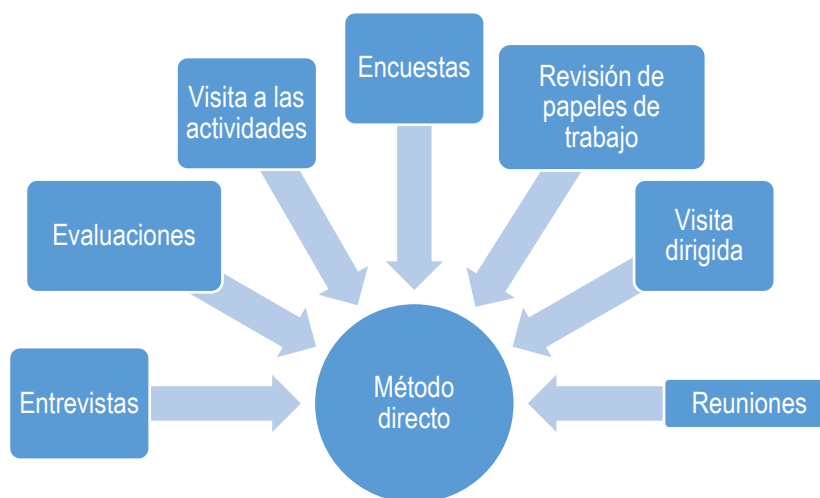 Encuestas
Revisión de
papeles de
trabajo
Visita a las
actividades
Visita
dirigida
Evaluaciones
Entrevistas
Método
directo
Reuniones